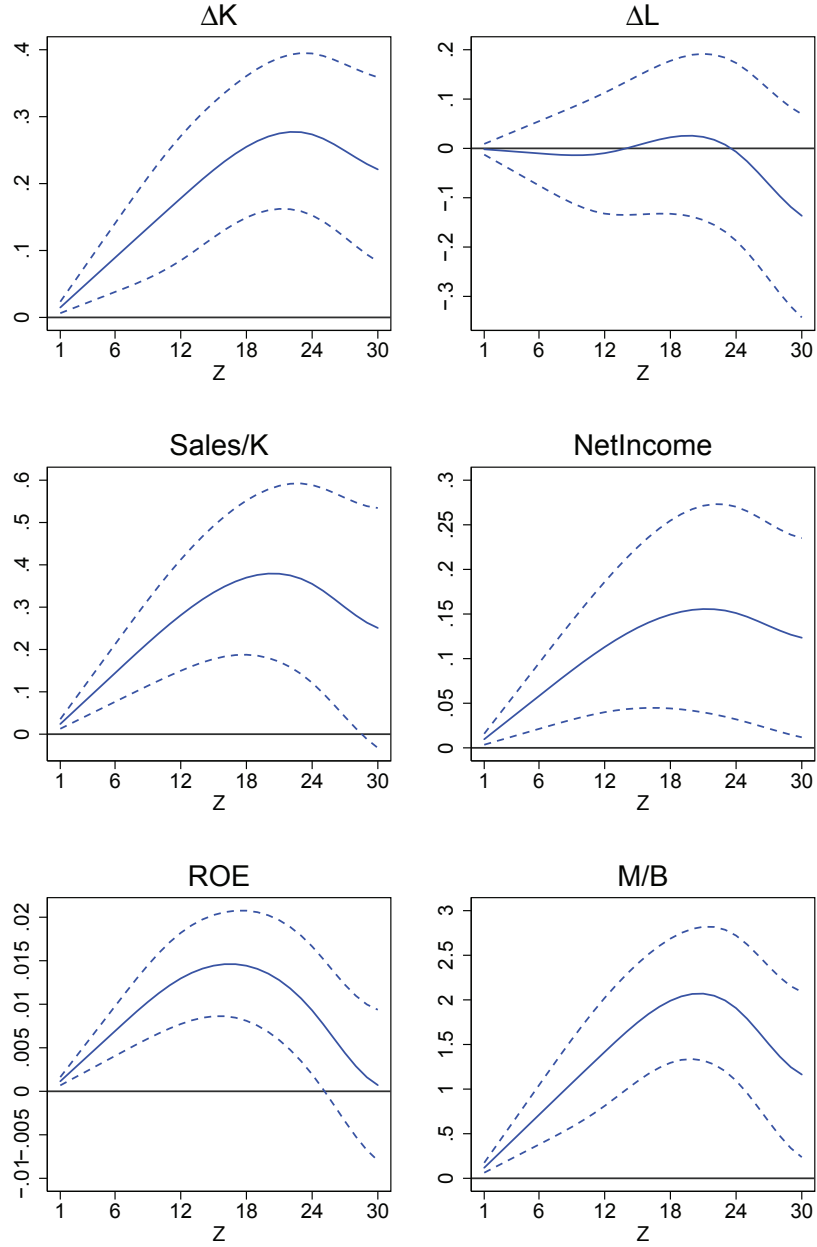 ΔK
.4
.3
.2
.1
0
1 6 12 18 24 30
Z
ΔL
.2
.1
0
−.1
−.2
−.3
1 6 12 18 24 30
Z
Sales/K
.6
.5
.4
.3
.2
.1
0
1 6 12 18 24 30
Z
NetIncome
.3
.25
.2
.15
.1
.05
0
1 6 12 18 24 30
Z
ROE
.02
.015
.01
.005
0
−.005
−.01
1 6 12 18 24 30
Z
M/B
3
2.5
2
1.5
1
.5
0
1 6 12 18 24 30
Z